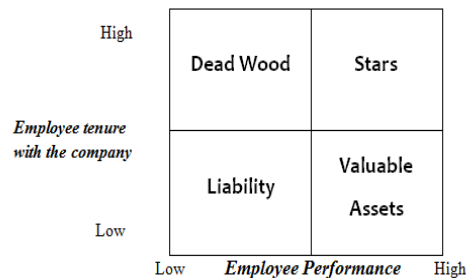 High
Dead Wood
Stars
Employee tenure
with the company
Liability
Valuable
Assets
Low
Low
Employee Performance
High